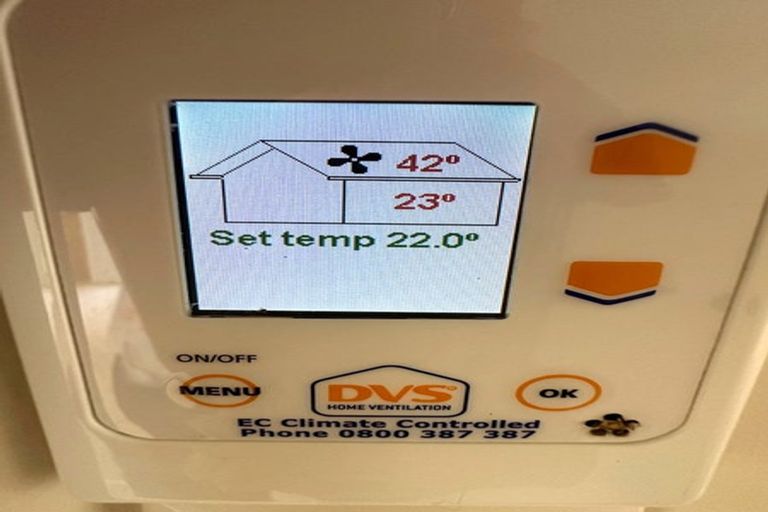 42º
23º
Set temp 22.0º
ON/OFF
MENU
DVS
HOME VENTILATION
OK
EC Climate Controlled
Phone 0800 387 387